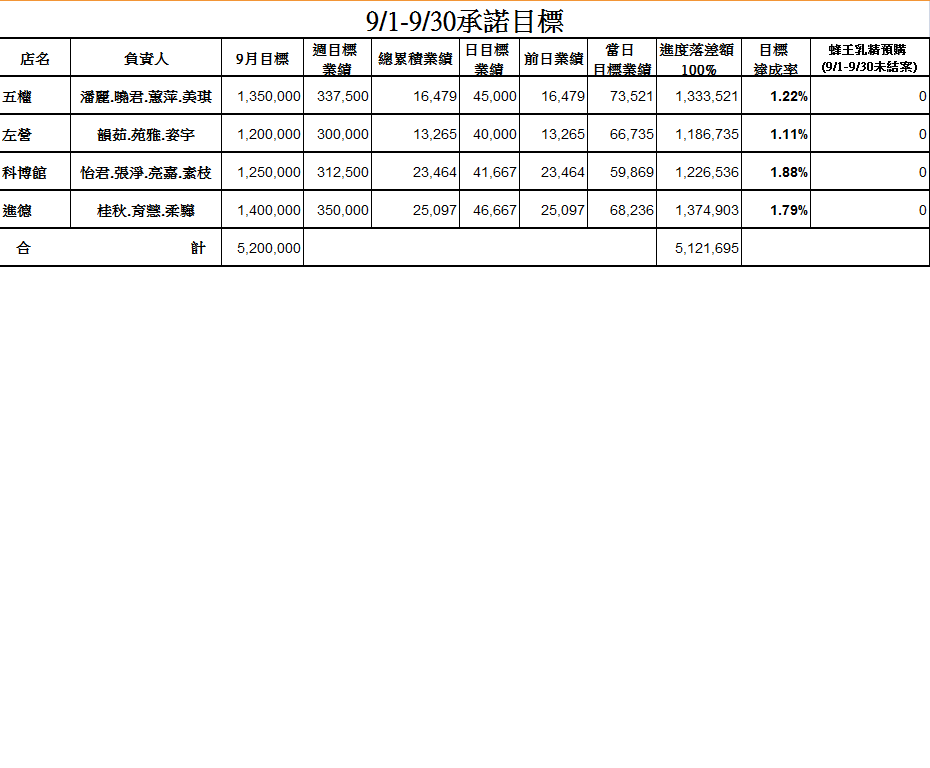 9/1-9/30承諾目標
店名 負責人 9月目標 週目標業績 總累積業績 日目標業績 前日業績 當日目標業績 進度落差額100% 目標達成率 蜂王乳精預購(9/1-9/30未結案)
五權 潘麗.曉君.蕙萍.美琪 1,350,000 337,500 16,479 45,000 16,479 73,521 1,333,521 1.22% 0
左營 韻茹.苑雅.姿宇 1,200,000 300,000 13,265 40,000 13,265 66,735 1,186,735 1.11% 0
科博館 怡君.張淨.亮嘉.素枝 1,250,000 312,500 23,464 41,667 23,464 59,869 1,226,536 1.88% 0
進德 桂秋.育慧.柔驊 1,400,000 350,000 25,097 46,667 25,097 68,236 1,374,903 1.79% 0
合計 5,200,000 5,121,695